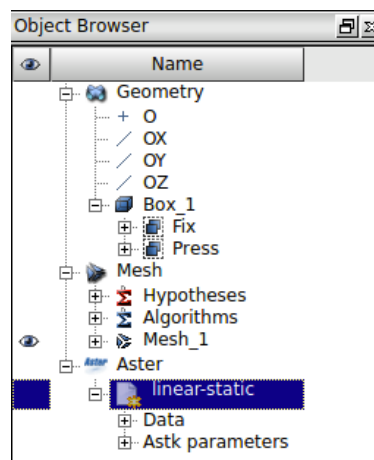 Object Browser
Name
Geometry
O
OX
OY
OZ
Box_1
Fix
Press
Mesh
Hypotheses
Algorithms
Mesh_1
Aster Aster
linear-static
Data
Astk parameters